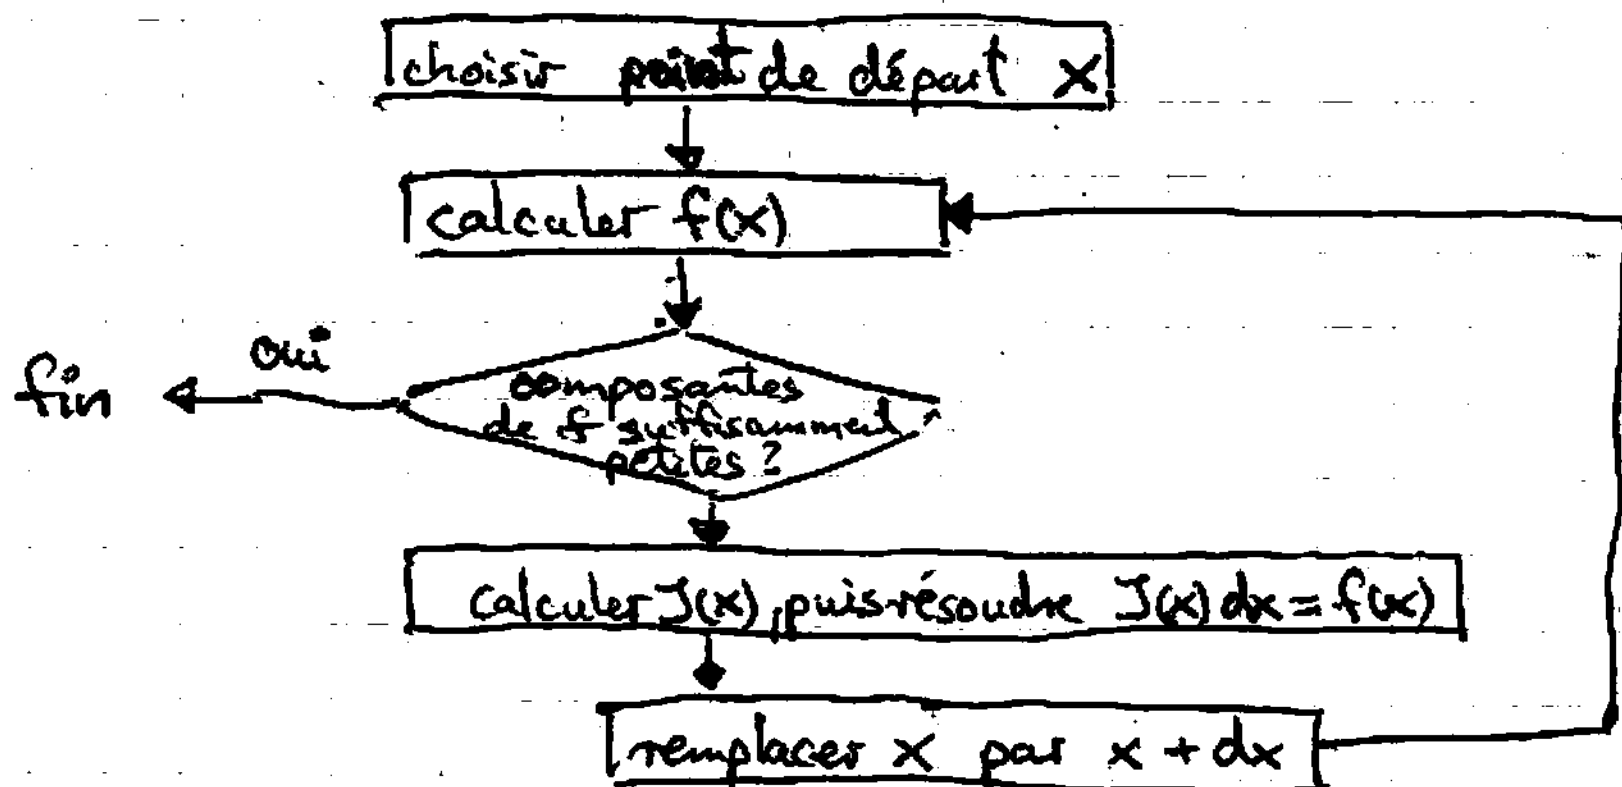 choisir point de départ x
calculer f(x)
oui
fin
composantes
de f suffisamment
petites ?
calculer J(x), puis résoudre J(x) dx = f(x)
remplacer x par x + dx